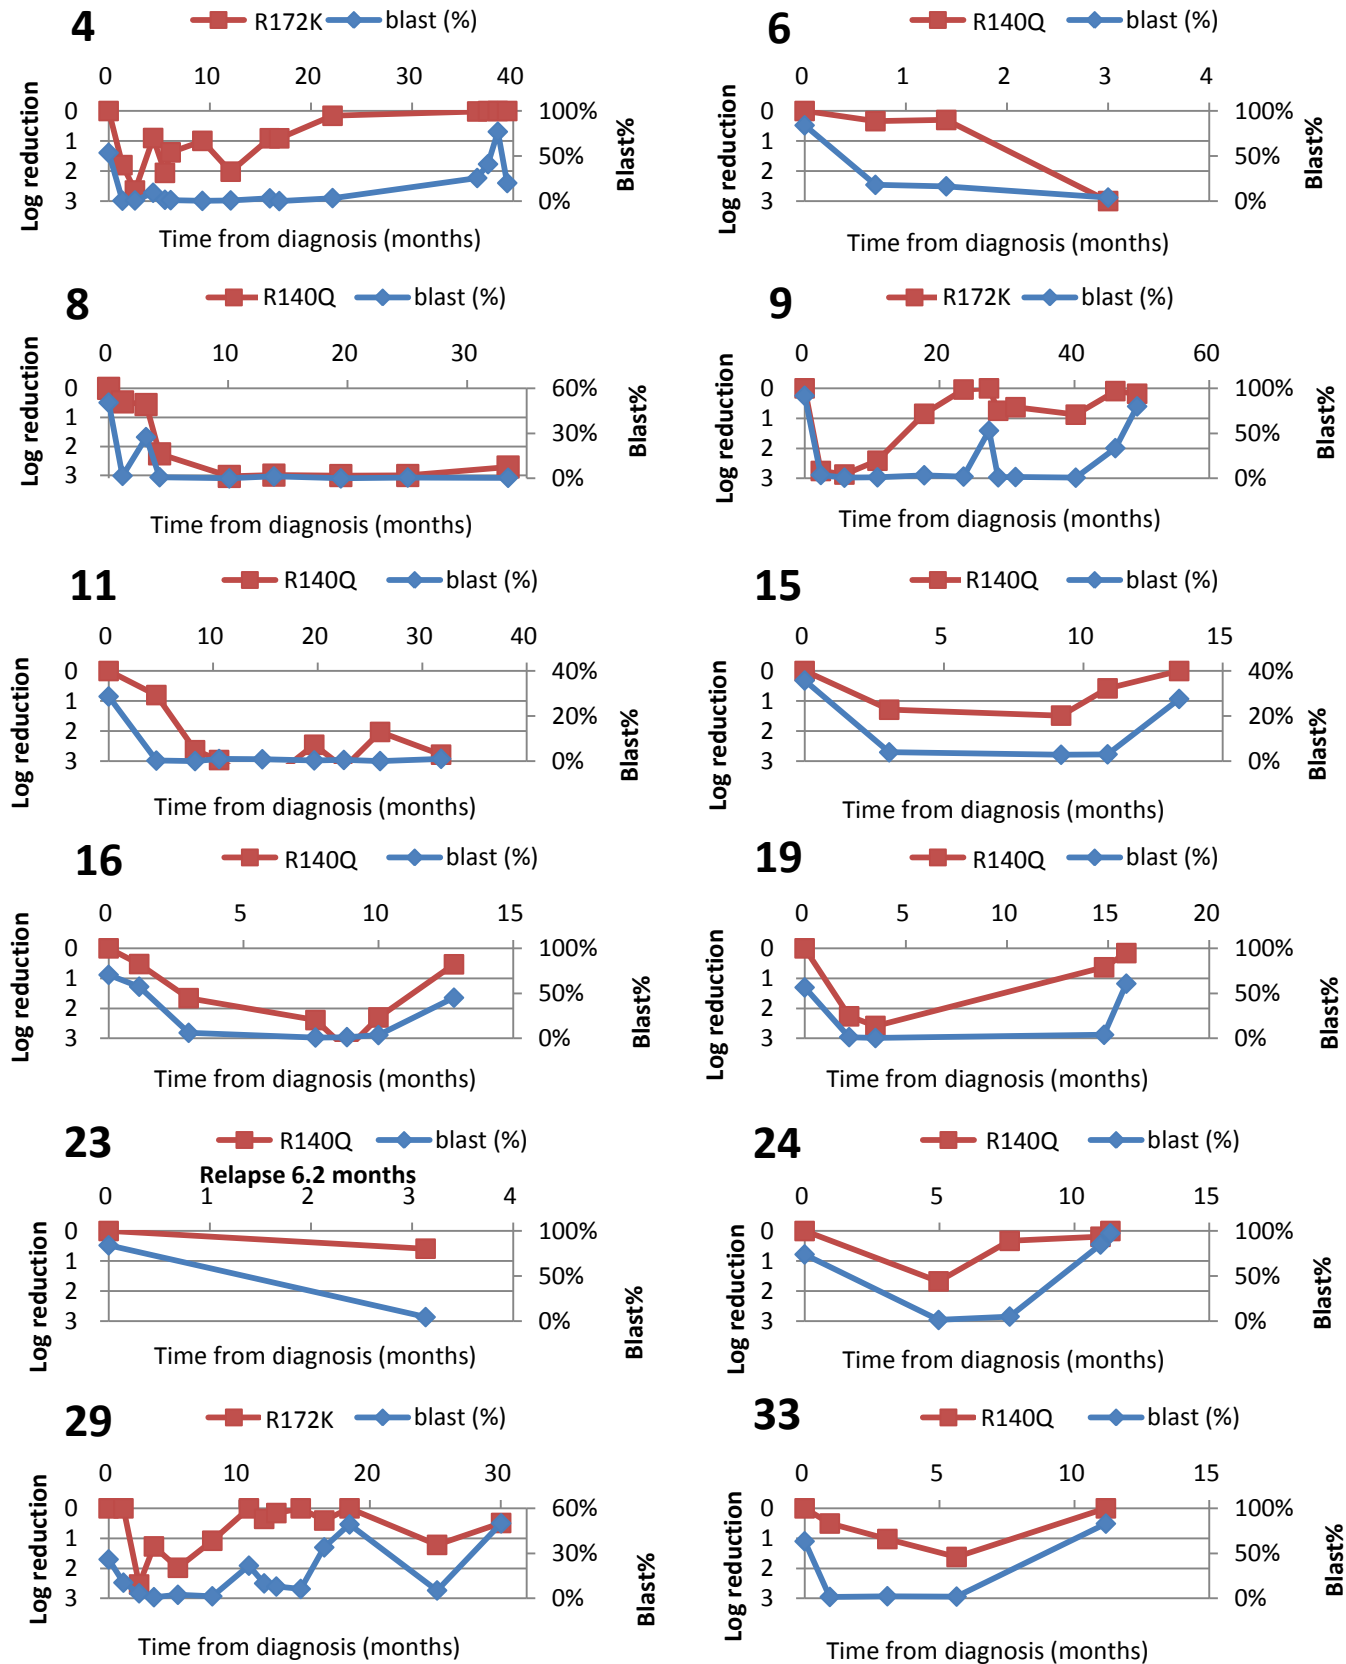 4 R172K blast (%)
0 10 20 30 40
0 100%
1
50%
2
3 0%
Log reduction
Blast%
Time from diagnosis (months)
6 R140Q blast (%)
0 1 2 3 4
0 100%
1
50%
2
3 0%
Log reduction
Blast%
Time from diagnosis (months)
8 R140Q blast (%)
0 10 20 30
0 60%
1
30%
2
3 0%
Log reduction
Blast%
Time from diagnosis (months)
9 R172K blast (%)
0 20 40 60
0 100%
1
50%
2
3 0%
Log reduction
Blast%
Time from diagnosis (months)
11 R140Q blast (%)
0 10 20 30 40
0 40%
1
20%
2
3 0%
Log reduction
Blast%
Time from diagnosis (months)
15 R140Q blast (%)
0 5 10 15
0 40%
1
20%
2
3 0%
Log reduction
Blast%
Time from diagnosis (months)
16 R140Q blast (%)
0 5 10 15
0 100%
1
50%
2
3 0%
Log reduction
Blast%
Time from diagnosis (months)
19 R140Q blast (%)
0 5 10 15 20
0 100%
1
50%
2
3 0%
Log reduction
Blast%
Time from diagnosis (months)
23 R140Q blast (%)
Relapse 6.2 months
0 1 2 3 4
0 100%
1
50%
2
3 0%
Log reduction
Blast%
Time from diagnosis (months)
24 R140Q blast (%)
0 5 10 15
0 100%
1
50%
2
3 0%
Log reduction
Blast%
Time from diagnosis (months)
29 R172K blast (%)
0 10 20 30
0 60%
1
30%
2
3 0%
Log reduction
Blast%
Time from diagnosis (months)
33 R140Q blast (%)
0 5 10 15
0 100%
1
50%
2
3 0%
Log reduction
Blast%
Time from diagnosis (months)